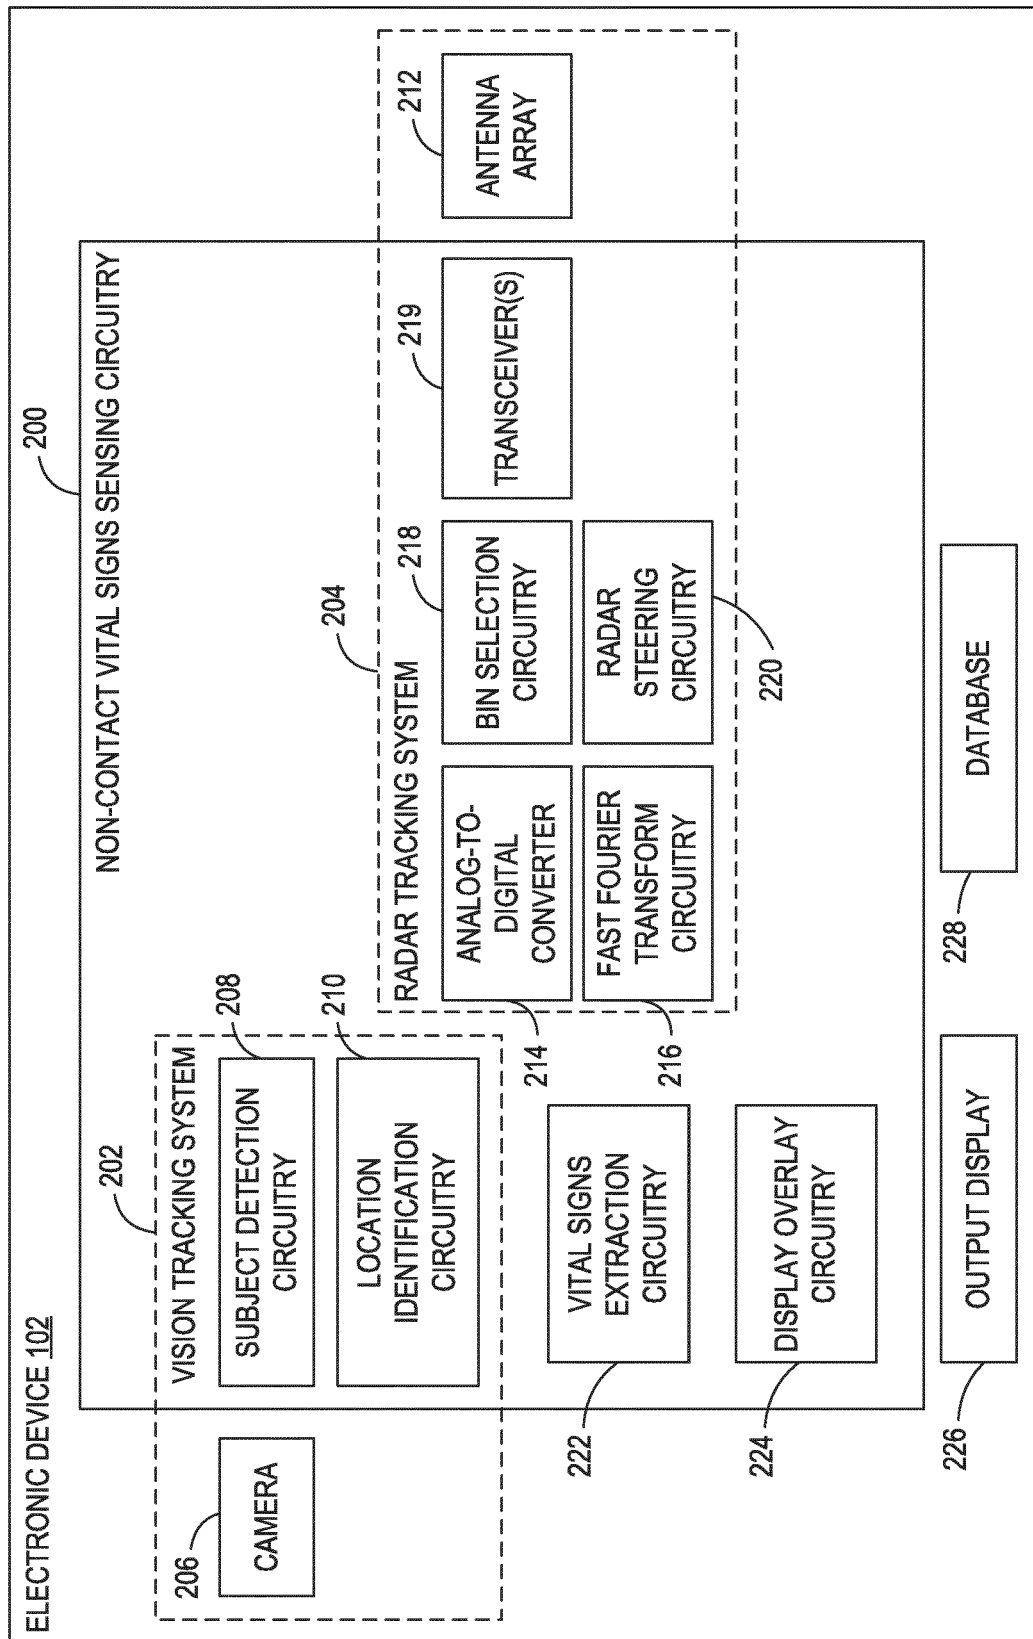 ELECTRONIC DEVICE 102
200
NON-CONTACT VITAL SIGNS SENSING CIRCUITRY
202
VISION TRACKING SYSTEM
206
CAMERA
208
SUBJECT DETECTION
CIRCUITRY
210
LOCATION
IDENTIFICATION
CIRCUITRY
204
RADAR TRACKING SYSTEM
212
ANTENNA
ARRAY
214
ANALOG-TO-
DIGITAL
CONVERTER
218
BIN SELECTION
CIRCUITRY
219
TRANSCEIVER(S)
216
FAST FOURIER
TRANSFORM
CIRCUITRY
220
RADAR
STEERING
CIRCUITRY
222
VITAL SIGNS
EXTRACTION
CIRCUITRY
224
DISPLAY OVERLAY
CIRCUITRY
226
OUTPUT DISPLAY
228
DATABASE